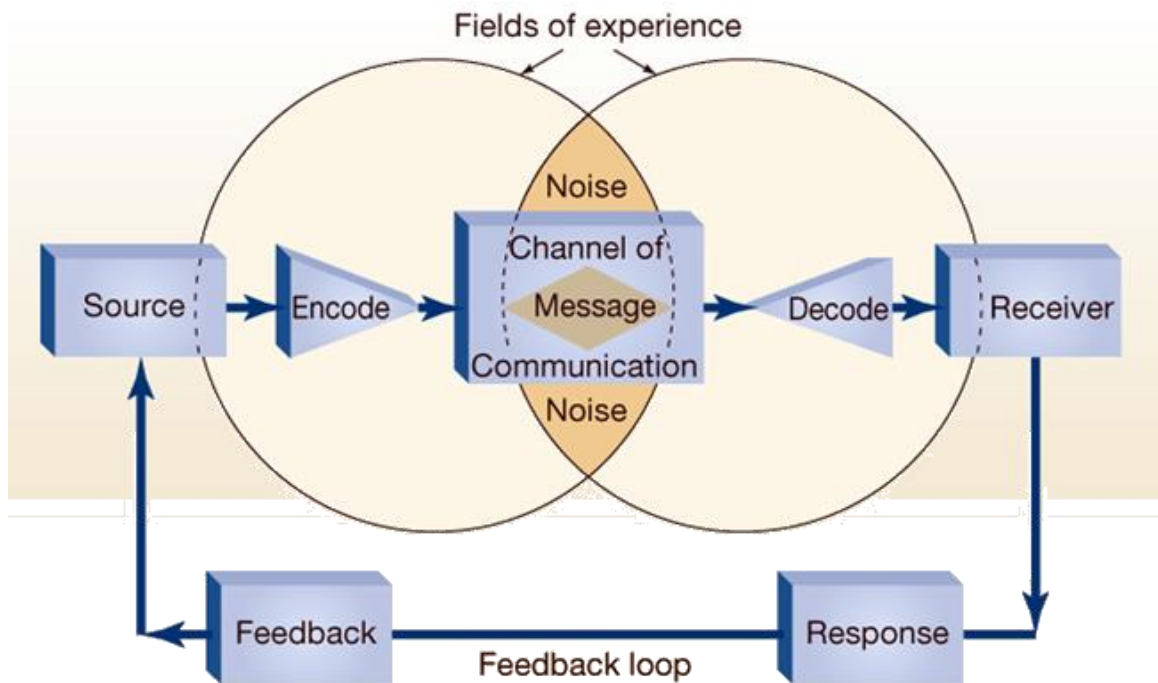 Fields of experience
Noise
Channel of
Source
Encode
Message
Decode
Receiver
Communication
Noise
Feedback
Response
Feedback loop